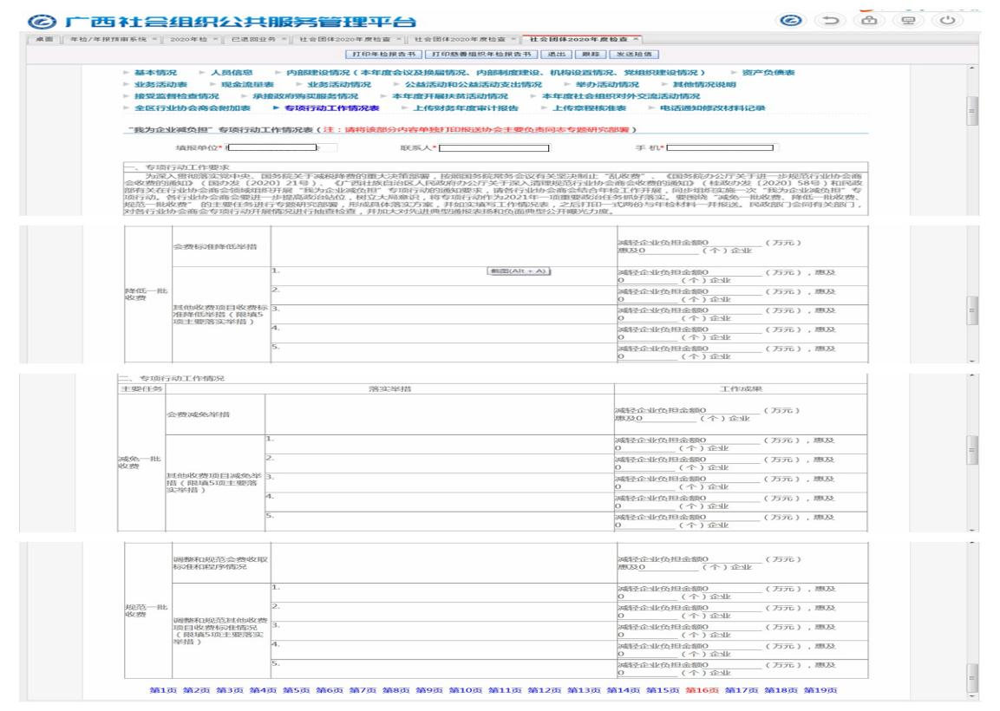 广西社会组织公共服务管理平台
桌面 年检/年报预审系统 × 2020年检 × 已退回业务 × 社会团体2020年度检查 × 社会团体2020年度检查 × 社会团体2020年度检查 ×
打印年检报告书 打印慈善组织年检报告书 退出 跟踪 发送短信
基本情况 人员信息 内部建设情况（本年度会议及换届情况、内部制度建设、机构设置情况、党组织建设情况） 资产负债表
业务活动表 现金流量表 业务活动情况 公益活动和公益活动支出情况 举办活动情况 其他情况说明
接受监督检查情况 承接政府购买服务情况 本年度开展扶贫活动情况 本年度社会组织对外交流活动情况
全区行业协会商会附加表 专项行动工作情况表 上传财务年度审计报告 上传章程核准表 电话通知修改材料记录
“我为企业减负担”专项行动工作情况表（注：请将该部分内容单独打印报送协会主要负责同志专题研究部署）
填报单位* 联系人* 手 机*
一、专项行动工作要求
为深入贯彻落实党中央、国务院关于减税降费的重大决策部署，按照国务院常务会议有关坚决制止“乱收费”、《国务院办公厅关于进一步规范行业协会商
会收费的通知》（国办发〔2020〕21号）、《广西壮族自治区人民政府办公厅关于深入清理规范行业协会商会收费的通知》（桂政办发〔2020〕58号）和民政
部有关在行业协会商会领域组织开展“我为企业减负担”专项行动的通知要求，请各行业协会商会结合年检工作开展，同步组织实施一次“我为企业减负担”专
项行动。各行业协会商会要进一步提高政治站位，树立大局意识，将专项行动作为2021年一项重要政治任务抓好落实。要围绕“减免一批收费、降低一批收费、
规范一批收费”的主要任务进行专题研究部署，形成具体落实方案，并如实填写工作情况表，之后打印一式两份与年检材料一并报送。民政部门会同有关部门，
对各行业协会商会专项行动开展情况进行抽查检查，并加大对先进典型通报表扬和负面典型公开曝光力度。
降低一批
收费
会费标准降低举措
减轻企业负担金额0（万元）
惠及0（个）企业
其他收费项目收费标
准降低举措（限填5
项主要落实举措）
1.
截图(Alt + A)
减轻企业负担金额0（万元），惠及
0（个）企业
2.
减轻企业负担金额0（万元），惠及
0（个）企业
3.
减轻企业负担金额0（万元），惠及
0（个）企业
4.
减轻企业负担金额0（万元），惠及
0（个）企业
5.
减轻企业负担金额0（万元），惠及
0（个）企业
二、专项行动工作情况
主要任务 落实举措 工作成果
减免一批
收费
会费减免举措
减轻企业负担金额0（万元）
惠及0（个）企业
其他收费项目减免举
措（限填5项主要落
实举措）
1.
减轻企业负担金额0（万元），惠及
0（个）企业
2.
减轻企业负担金额0（万元），惠及
0（个）企业
3.
减轻企业负担金额0（万元），惠及
0（个）企业
4.
减轻企业负担金额0（万元），惠及
0（个）企业
5.
减轻企业负担金额0（万元），惠及
0（个）企业
规范一批
收费
调整和规范会费收取
标准和程序情况
减轻企业负担金额0（万元）
惠及0（个）企业
调整和规范其他收费
项目收费标准情况
（限填5项主要落实
举措）
1.
减轻企业负担金额0（万元），惠及
0（个）企业
2.
减轻企业负担金额0（万元），惠及
0（个）企业
3.
减轻企业负担金额0（万元），惠及
0（个）企业
4.
减轻企业负担金额0（万元），惠及
0（个）企业
5.
减轻企业负担金额0（万元），惠及
0（个）企业
第1页 第2页 第3页 第4页 第5页 第6页 第7页 第8页 第9页 第10页 第11页 第12页 第13页 第14页 第15页 第16页 第17页 第18页 第19页